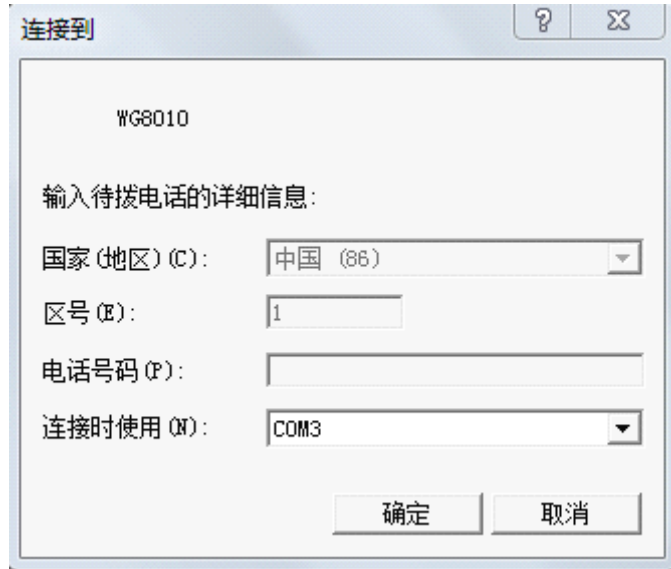 连接到
WG8010
输入待拨电话的详细信息:
国家(地区)(C): 中国 (86)
区号(E): 1
电话号码(P):
连接时使用(N): COM3
确定 取消